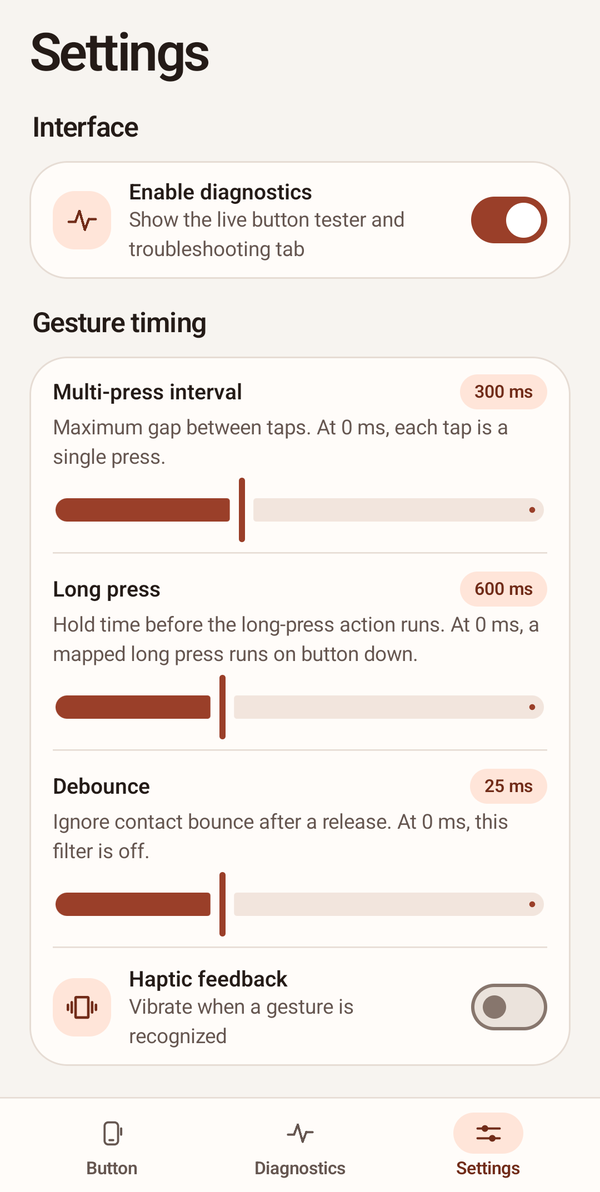 Settings
Interface
Enable diagnostics
Show the live button tester and
troubleshooting tab
Gesture timing
Multi-press interval
300 ms
Maximum gap between taps. At 0 ms, each tap is a
single press.
Long press
600 ms
Hold time before the long-press action runs. At 0 ms, a
mapped long press runs on button down.
Debounce
25 ms
Ignore contact bounce after a release. At 0 ms, this
filter is off.
Haptic feedback
Vibrate when a gesture is
recognized
Button
Diagnostics
Settings